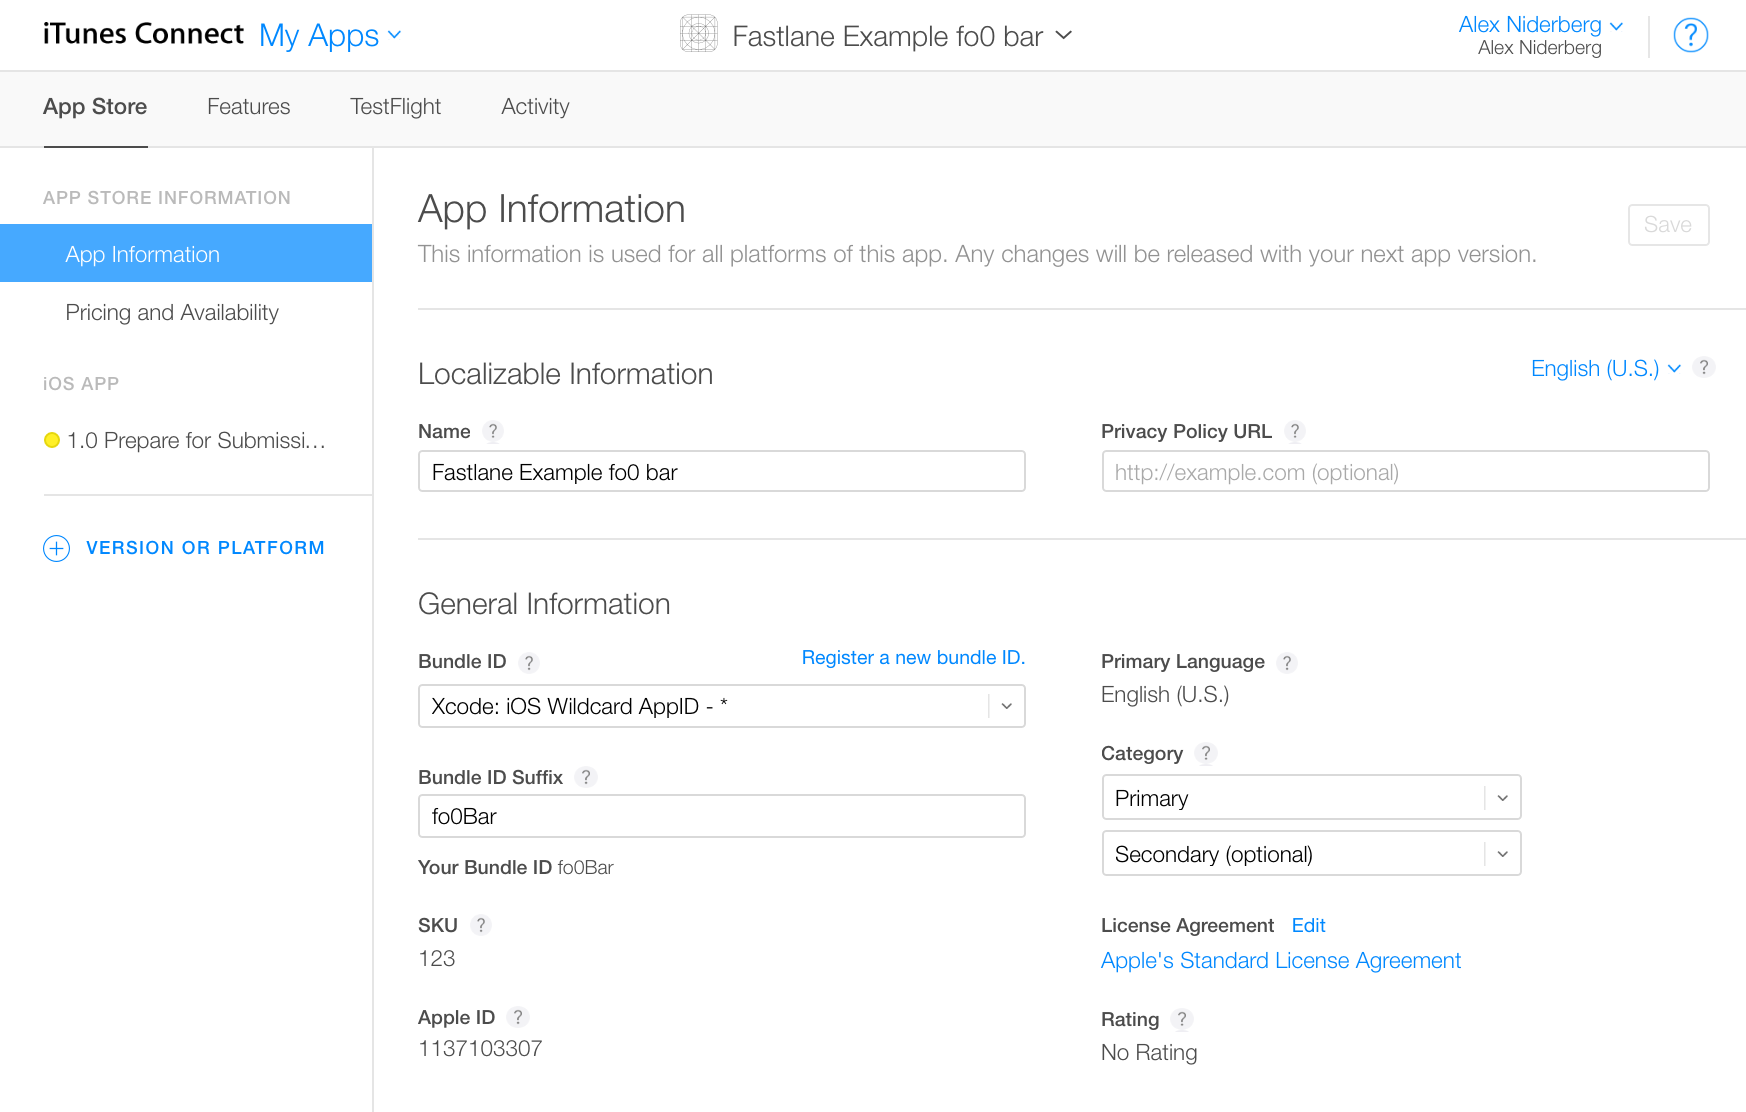 iTunes Connect My Apps
Fastlane Example fo0 bar
Alex Niderberg
Alex Niderberg
?
App Store Features TestFlight Activity
APP STORE INFORMATION
App Information
Pricing and Availability
iOS APP
1.0 Prepare for Submissi...
VERSION OR PLATFORM
App Information
Save
This information is used for all platforms of this app. Any changes will be released with your next app version.
Localizable Information
English (U.S.) ?
Name ?
Fastlane Example fo0 bar
Privacy Policy URL ?
http://example.com (optional)
General Information
Bundle ID ? Register a new bundle ID.
Xcode: iOS Wildcard AppID - *
Bundle ID Suffix ?
fo0Bar
Your Bundle ID fo0Bar
SKU ?
123
Apple ID ?
1137103307
Primary Language ?
English (U.S.)
Category ?
Primary
Secondary (optional)
License Agreement Edit
Apple's Standard License Agreement
Rating ?
No Rating